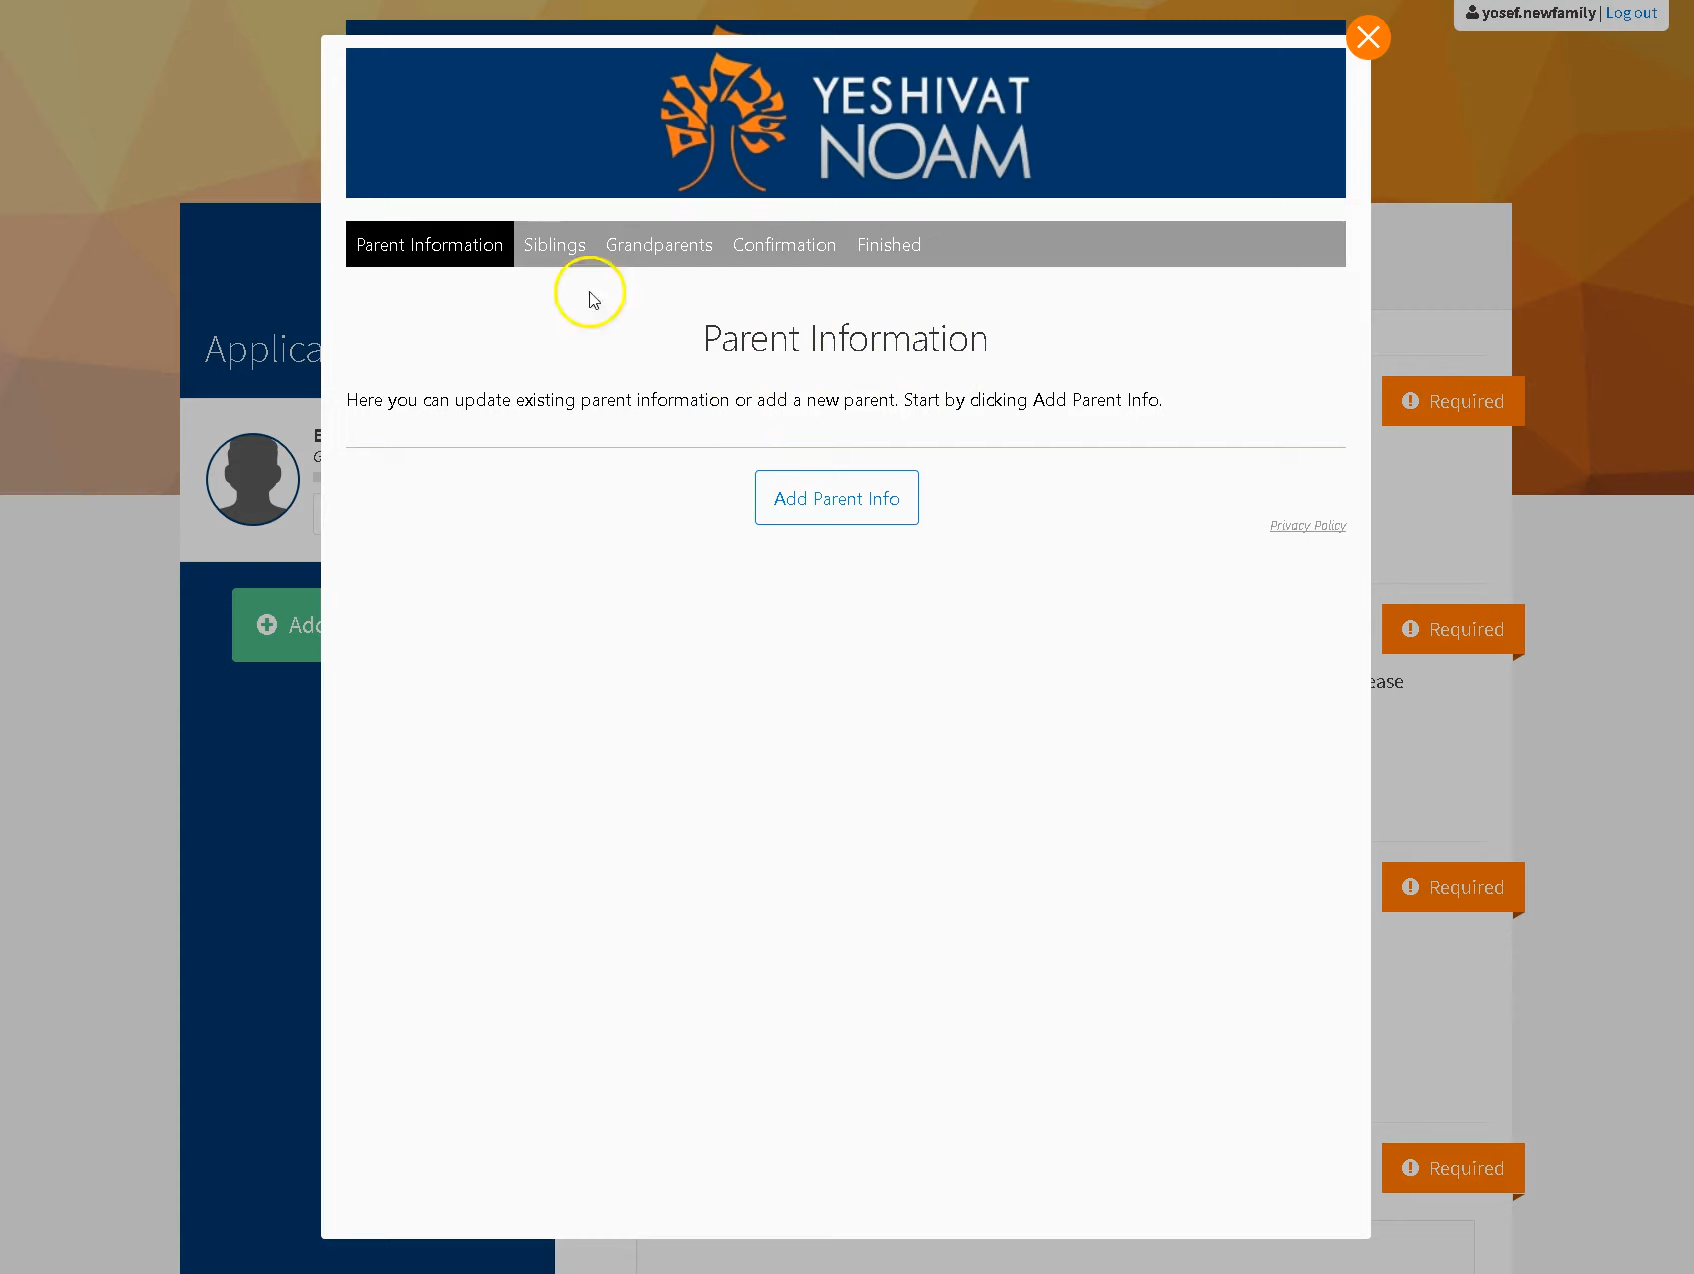 yosef.newfamily | Log out
YESHIVAT
NOAM
Parent Information Siblings Grandparents Confirmation Finished
Parent Information
Here you can update existing parent information or add a new parent. Start by clicking Add Parent Info.
Add Parent Info
Privacy Policy
Applica
Required
Required
ease
Required
Required